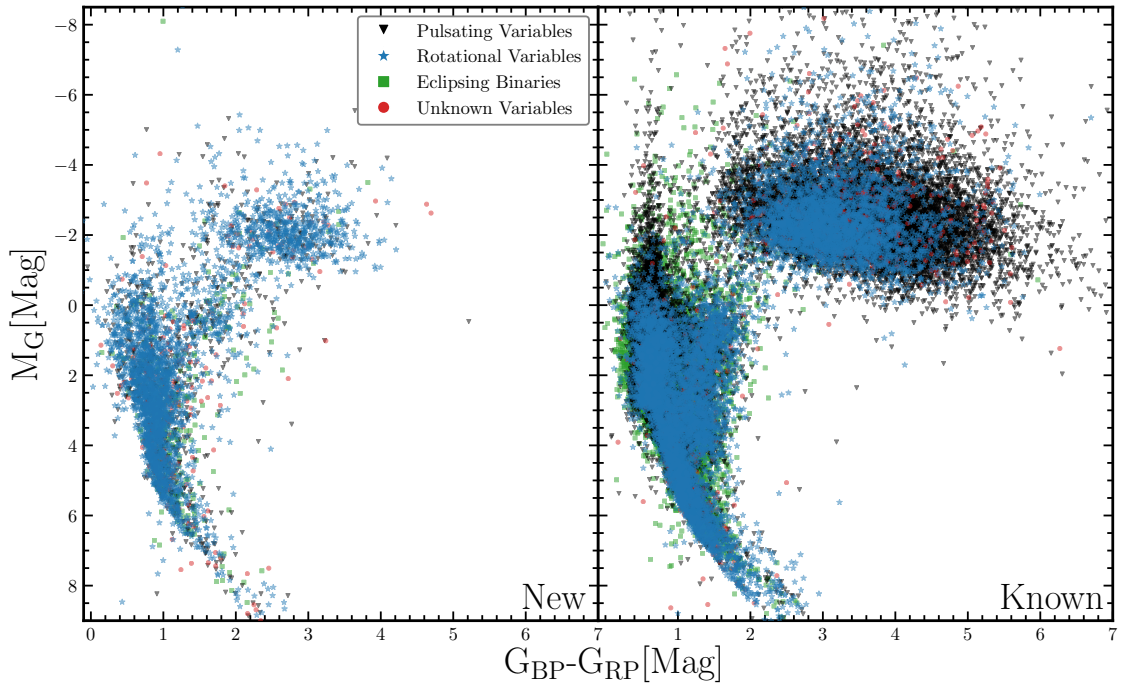 −8
−6
−4
−2
0
2
4
6
8
M_G[Mag]
Pulsating Variables
Rotational Variables
Eclipsing Binaries
Unknown Variables
New
Known
0 1 2 3 4 5 6 7 1 2 3 4 5 6 7
G_BP-G_RP[Mag]